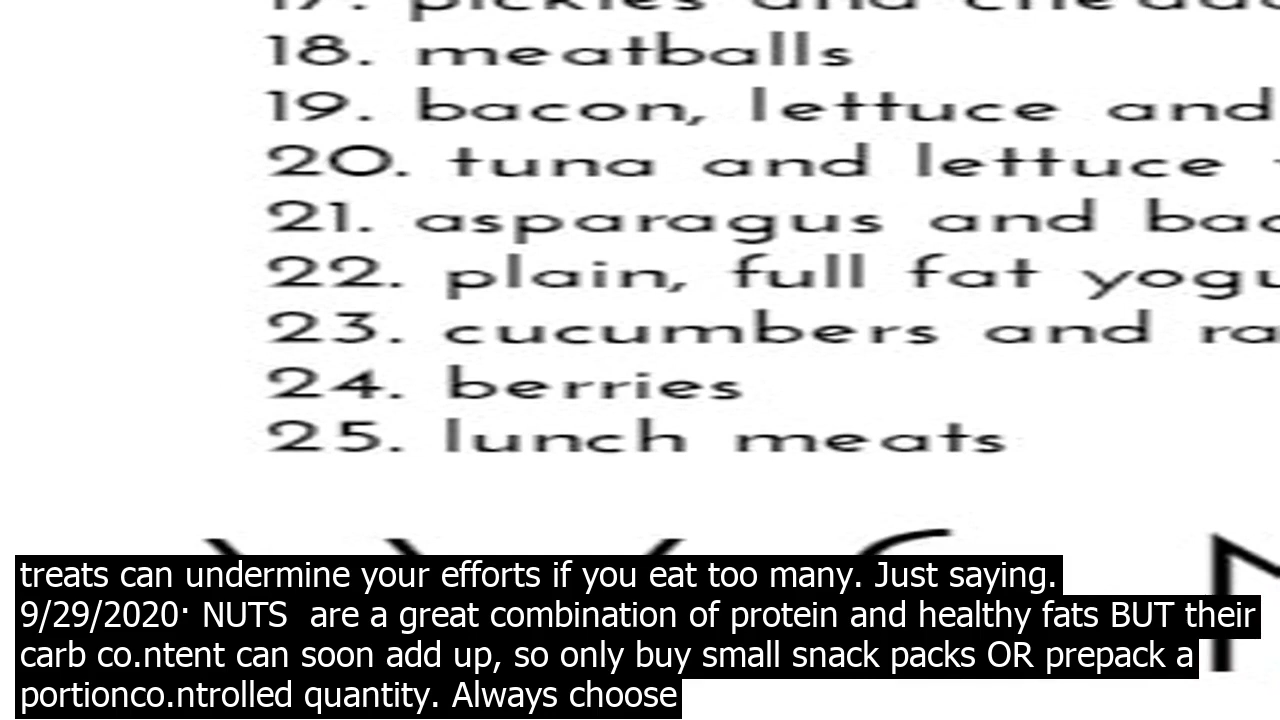 17. pickles and
18. meatballs
19. bacon, lettuce and
20. tuna and lettuce
21. asparagus and
22. plain, full fat
23. cucumbers and
24. berries
25. lunch meats
treats can undermine your efforts if you eat too many. Just saying.
9/29/2020· NUTS  are a great combination of protein and healthy fats BUT their
carb co.ntent can soon add up, so only buy small snack packs OR prepack a
portionco.ntrolled quantity. Always choose